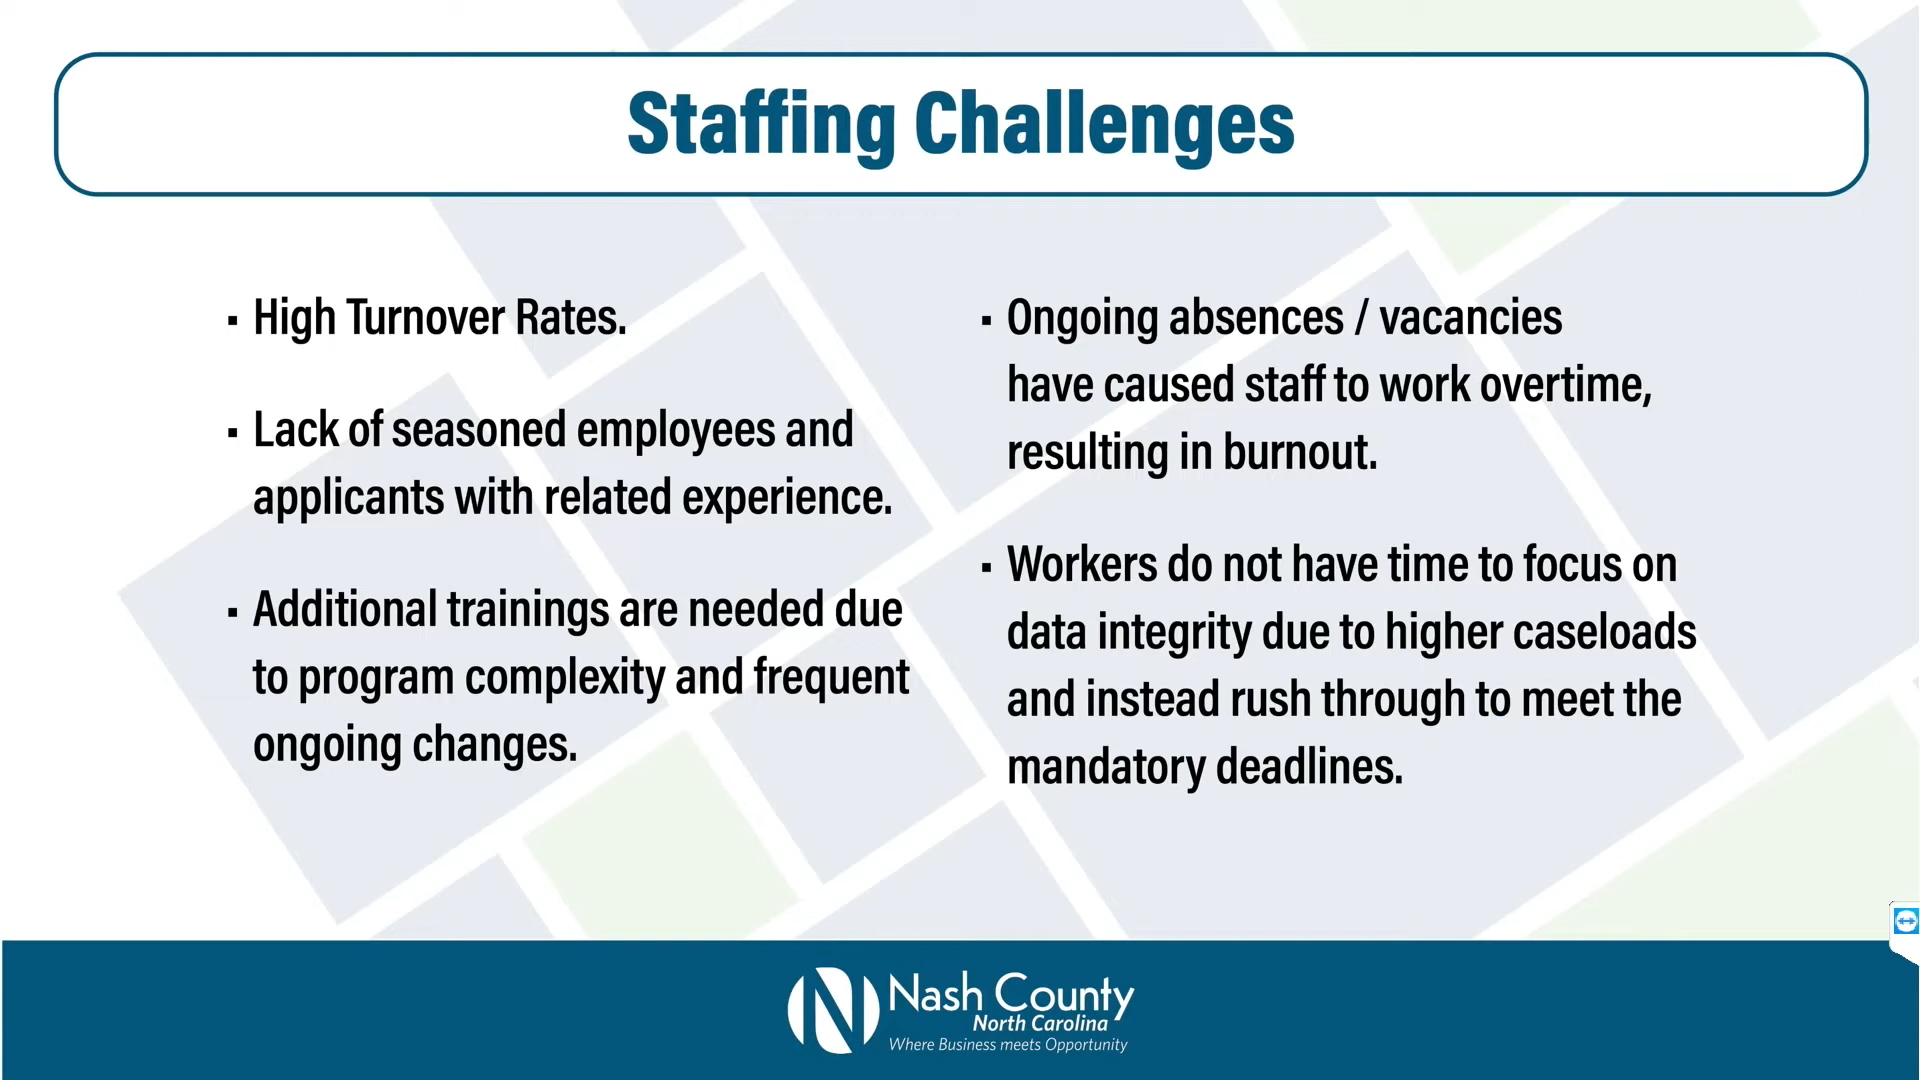 Staffing Challenges
▪ High Turnover Rates.
▪ Lack of seasoned employees and
applicants with related experience.
▪ Additional trainings are needed due
to program complexity and frequent
ongoing changes.
▪ Ongoing absences / vacancies
have caused staff to work overtime,
resulting in burnout.
▪ Workers do not have time to focus on
data integrity due to higher caseloads
and instead rush through to meet the
mandatory deadlines.
Nash County
North Carolina
Where Business meets Opportunity